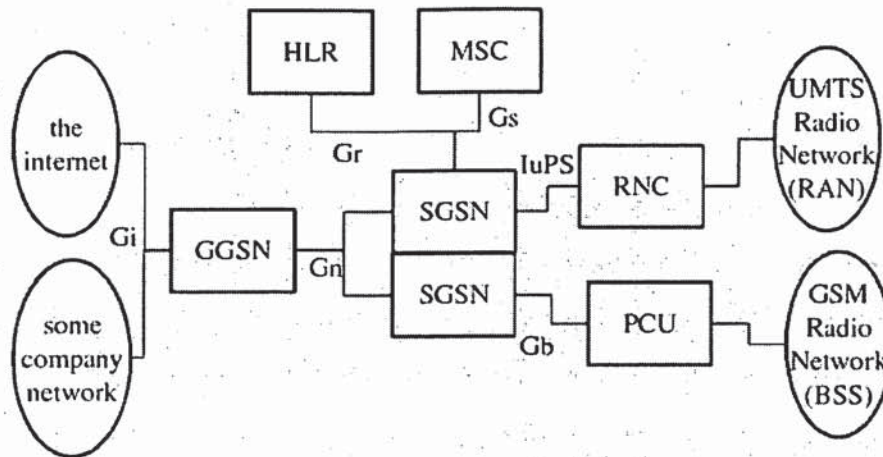 HLR
MSC
the
internet
Gr
Gs
IuPS
UMTS
Radio
Network
(RAN)
SGSN
RNC
Gi
GGSN
Gn
SGSN
Gb
PCU
some
company
network
GSM
Radio
Network
(BSS)